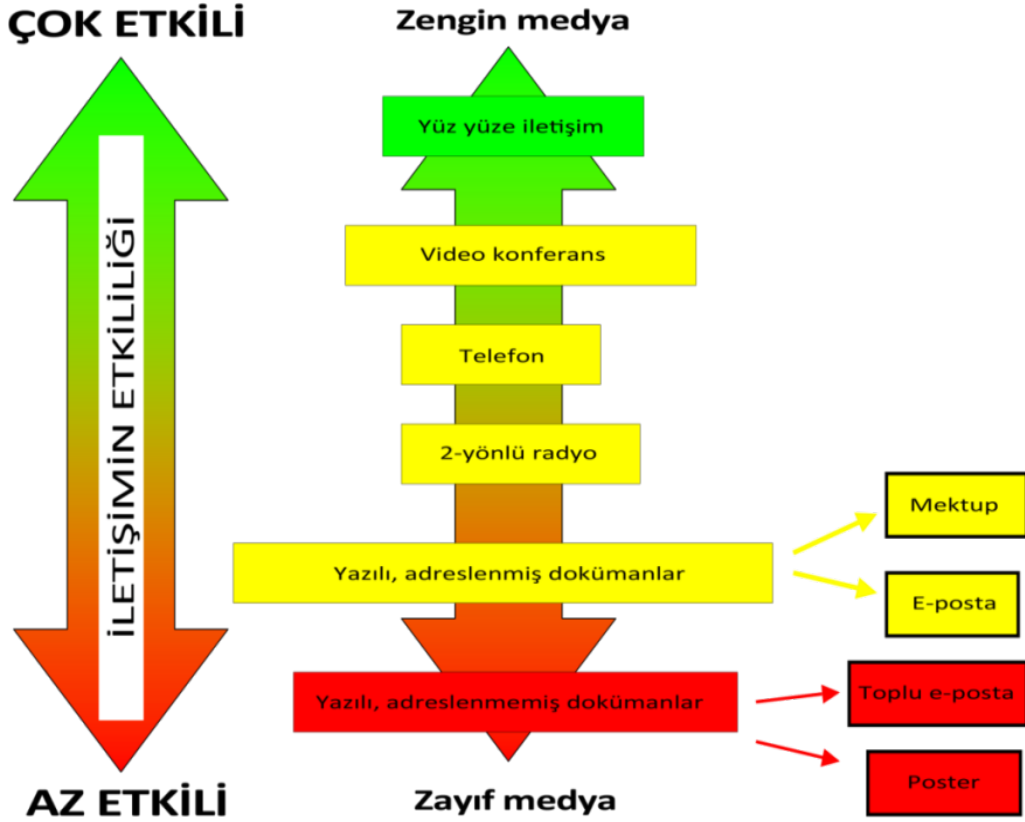 ÇOK ETKİLİ
Zengin medya
İLETİŞİMİN ETKİLİLİĞİ
Yüz yüze iletişim
Video konferans
Telefon
2-yönlü radyo
Yazılı, adreslenmiş dokümanlar
Mektup
E-posta
Yazılı, adreslenmemiş dokümanlar
Toplu e-posta
Poster
AZ ETKİLİ
Zayıf medya